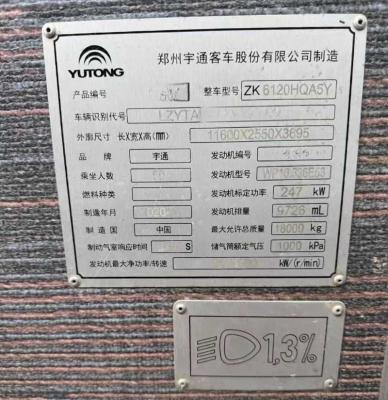 YUTONG
郑州宇通客车股份有限公司制造
产品编号 整车型号 ZK 6120HQA5Y
车辆识别代号 LZYTA
外廓尺寸 长X宽X高(mm) 11600X2550X3695
品 牌 宇通 发动机编号
乘坐人数 发动机型号
燃料种类 发动机标定功率 247 kW
制造年月 发动机排量 9726 mL
制造国 中国 最大允许总质量 18000 kg
制动气室响应时间 S 储气筒额定气压 1000 kPa
发动机最大净功率/转速 kW/(r/min)
1,3%